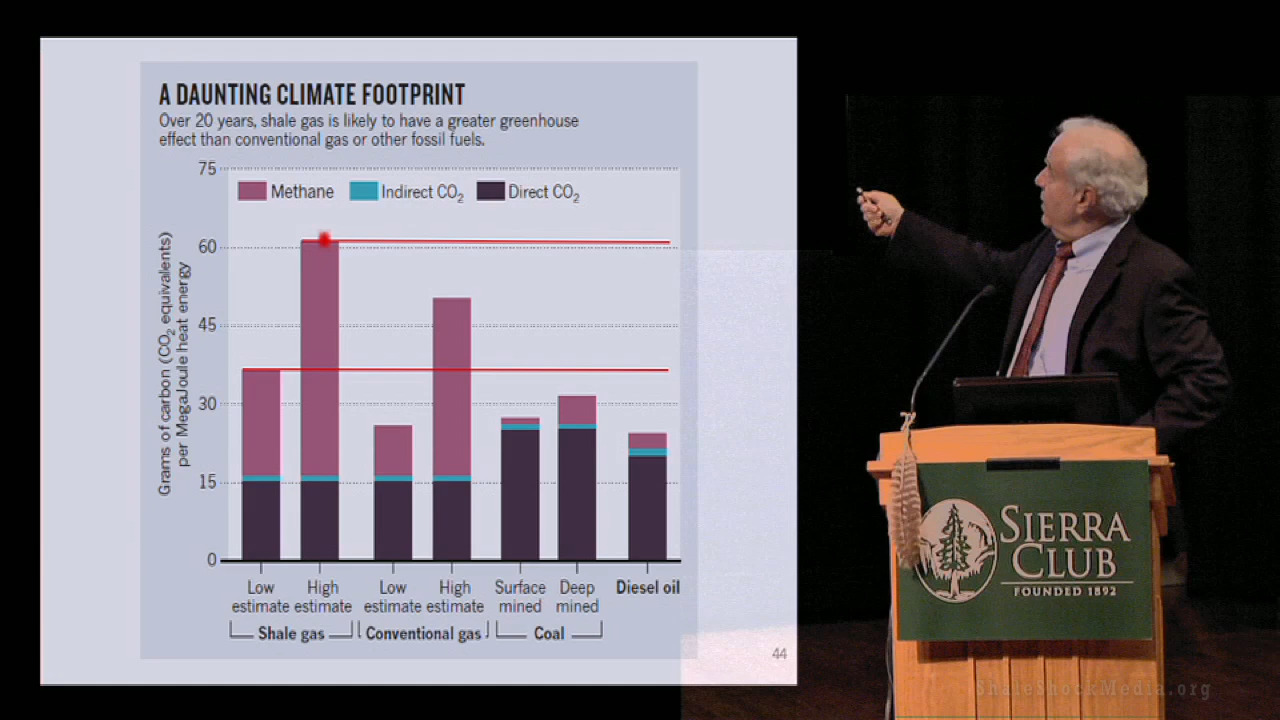 A DAUNTING CLIMATE FOOTPRINT
Over 20 years, shale gas is likely to have a greater greenhouse
effect than conventional gas or other fossil fuels.
75
Methane
Indirect CO₂
Direct CO₂
60
45
30
15
0
Grams of carbon (CO₂ equivalents)
per MegaJoule heat energy
Low
estimate
High
estimate
Low
estimate
High
estimate
Surface
mined
Deep
mined
Diesel oil
Shale gas
Conventional gas
Coal
44
SIERRA
CLUB
FOUNDED 1892
ShaleShockMedia.org